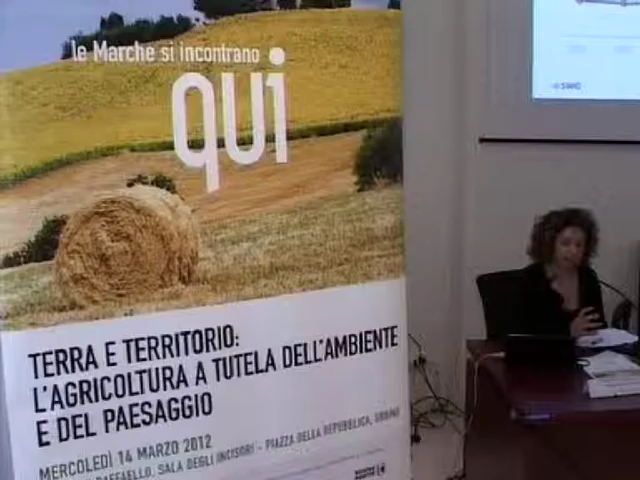 le Marche si incontrano
qui
TERRA E TERRITORIO:
L'AGRICOLTURA A TUTELA DELL'AMBIENTE
E DEL PAESAGGIO
MERCOLEDÌ 14 MARZO 2012
RAFFAELLO, SALA DEGLI INCISORI - PIAZZA DELLA REPUBBLICA, URBINO